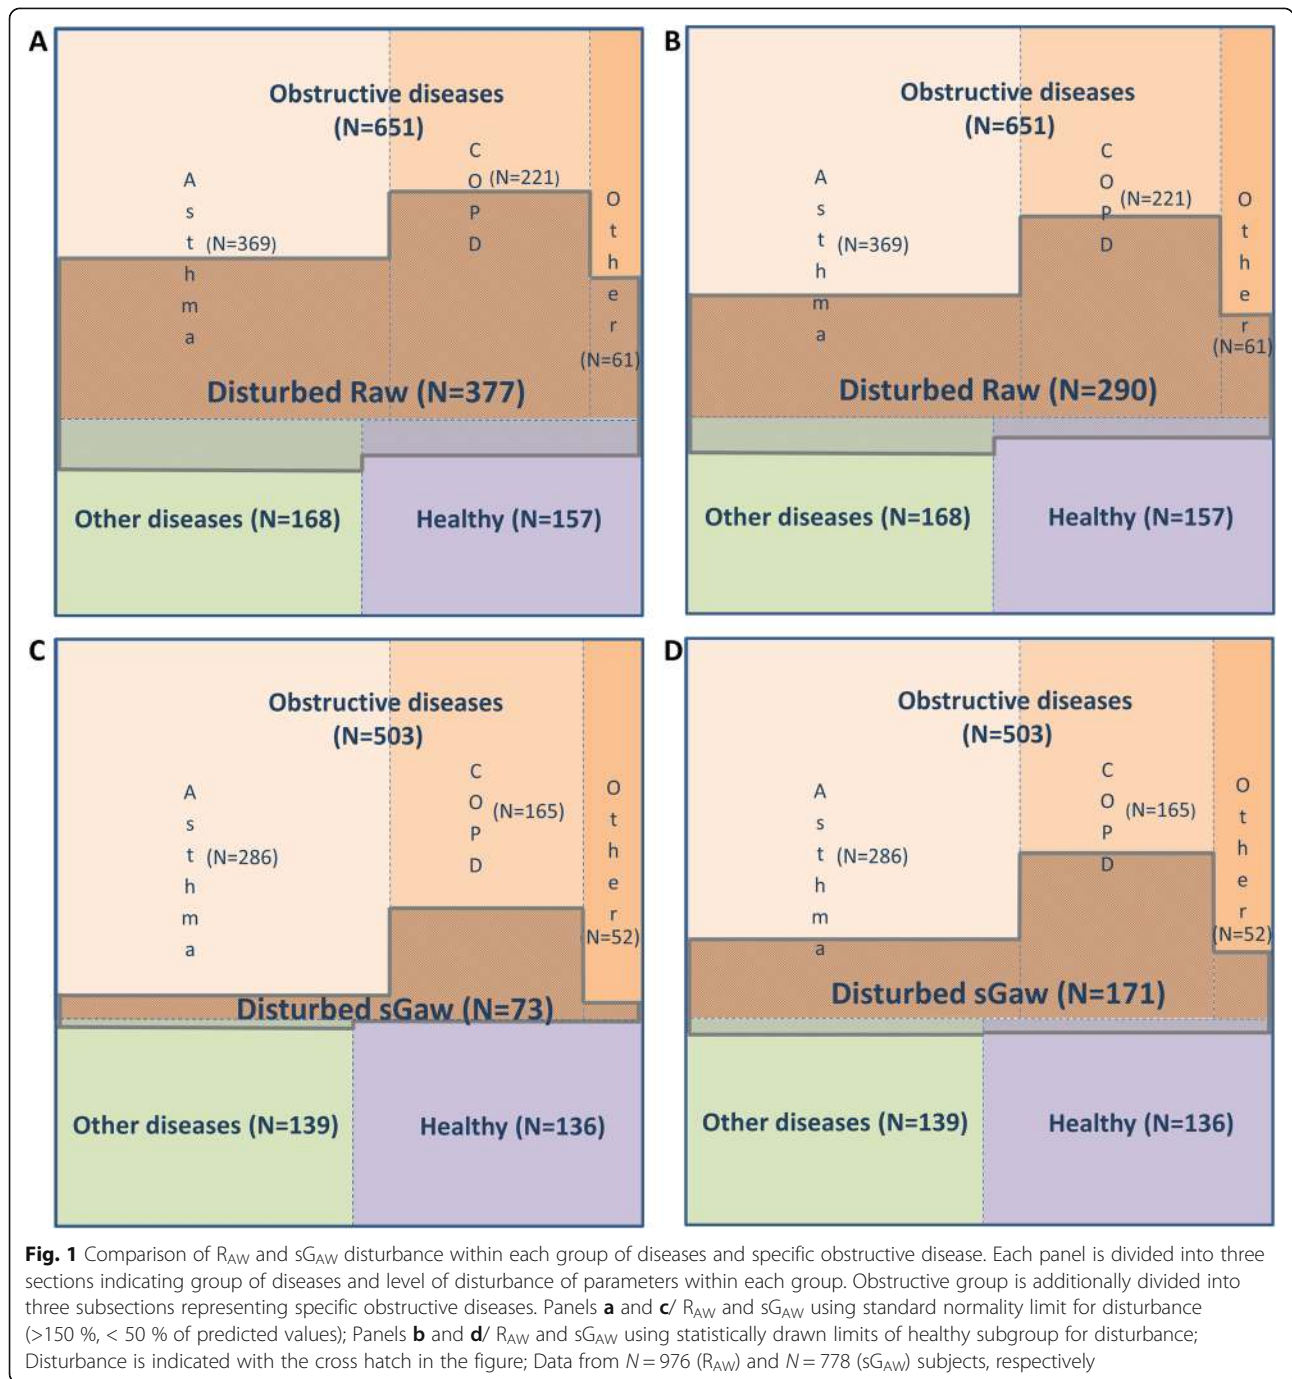 A
Obstructive diseases
(N=651)
Asthma
(N=369)
COPD
(N=221)
Other
(N=61)
Disturbed Raw (N=377)
Other diseases (N=168)
Healthy (N=157)
B
Obstructive diseases
(N=651)
Asthma
(N=369)
COPD
(N=221)
Other
(N=61)
Disturbed Raw (N=290)
Other diseases (N=168)
Healthy (N=157)
C
Obstructive diseases
(N=503)
Asthma
(N=286)
COPD
(N=165)
Other
(N=52)
Disturbed sGaw (N=73)
Other diseases (N=139)
Healthy (N=136)
D
Obstructive diseases
(N=503)
Asthma
(N=286)
COPD
(N=165)
Other
(N=52)
Disturbed sGaw (N=171)
Other diseases (N=139)
Healthy (N=136)
Fig. 1 Comparison of RAW and sGAW disturbance within each group of diseases and specific obstructive disease. Each panel is divided into three
sections indicating group of diseases and level of disturbance of parameters within each group. Obstructive group is additionally divided into
three subsections representing specific obstructive diseases. Panels a and c/ RAW and sGAW using standard normality limit for disturbance
(>150 %, < 50 % of predicted values); Panels b and d/ RAW and sGAW using statistically drawn limits of healthy subgroup for disturbance;
Disturbance is indicated with the cross hatch in the figure; Data from N = 976 (RAW) and N = 778 (sGAW) subjects, respectively